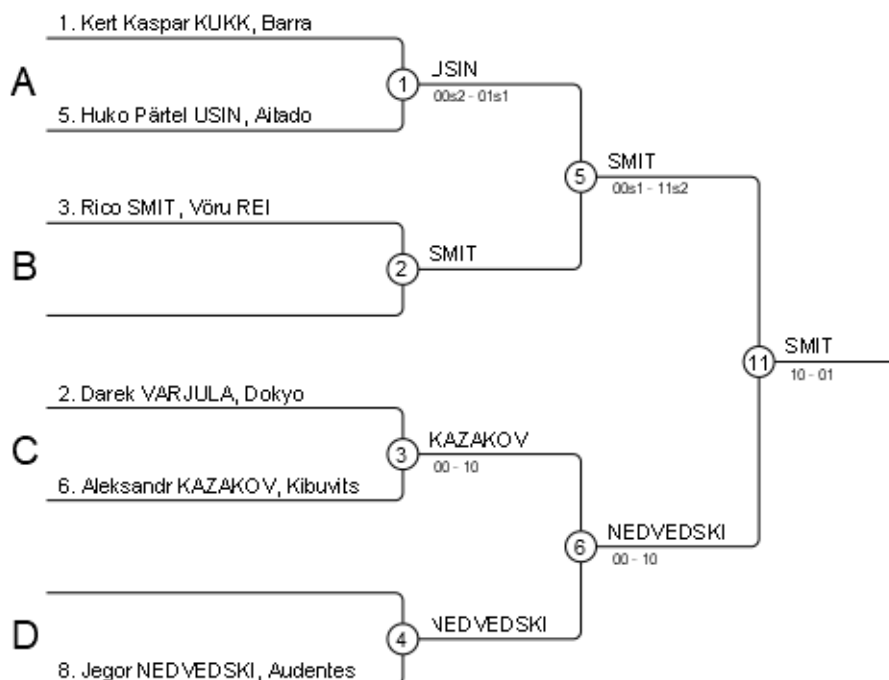 1. Kert Kaspar KUKK, Barra
A
1
USIN
00s2 - 01s1
5. Huko Pärtel USIN, Aitado
5
SMIT
00s1 - 11s2
3. Rico SMIT, Võru REI
B
2
SMIT
11
SMIT
10 - 01
2. Darek VARJULA, Dokyo
C
3
KAZAKOV
00 - 10
6. Aleksandr KAZAKOV, Kibuvits
6
NEDVEDSKI
00 - 10
D
4
NEDVEDSKI
8. Jegor NEDVEDSKI, Audentes